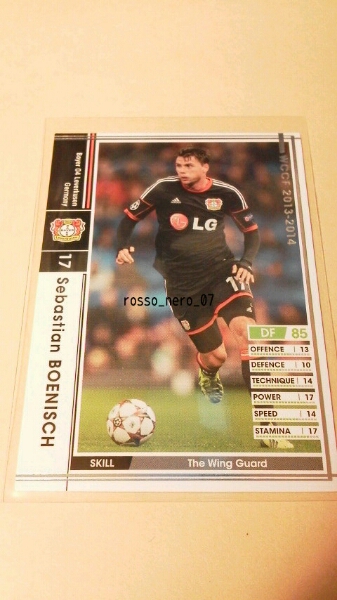 Bayer 04 Leverkusen
Germany
17 Sebastian BOENISCH
WCCF 2013-2014
LG
17
rosso_nero_07
DF 85
OFFENCE 13
DEFENCE 10
TECHNIQUE 14
POWER 17
SPEED 14
STAMINA 17
SKILL The Wing Guard